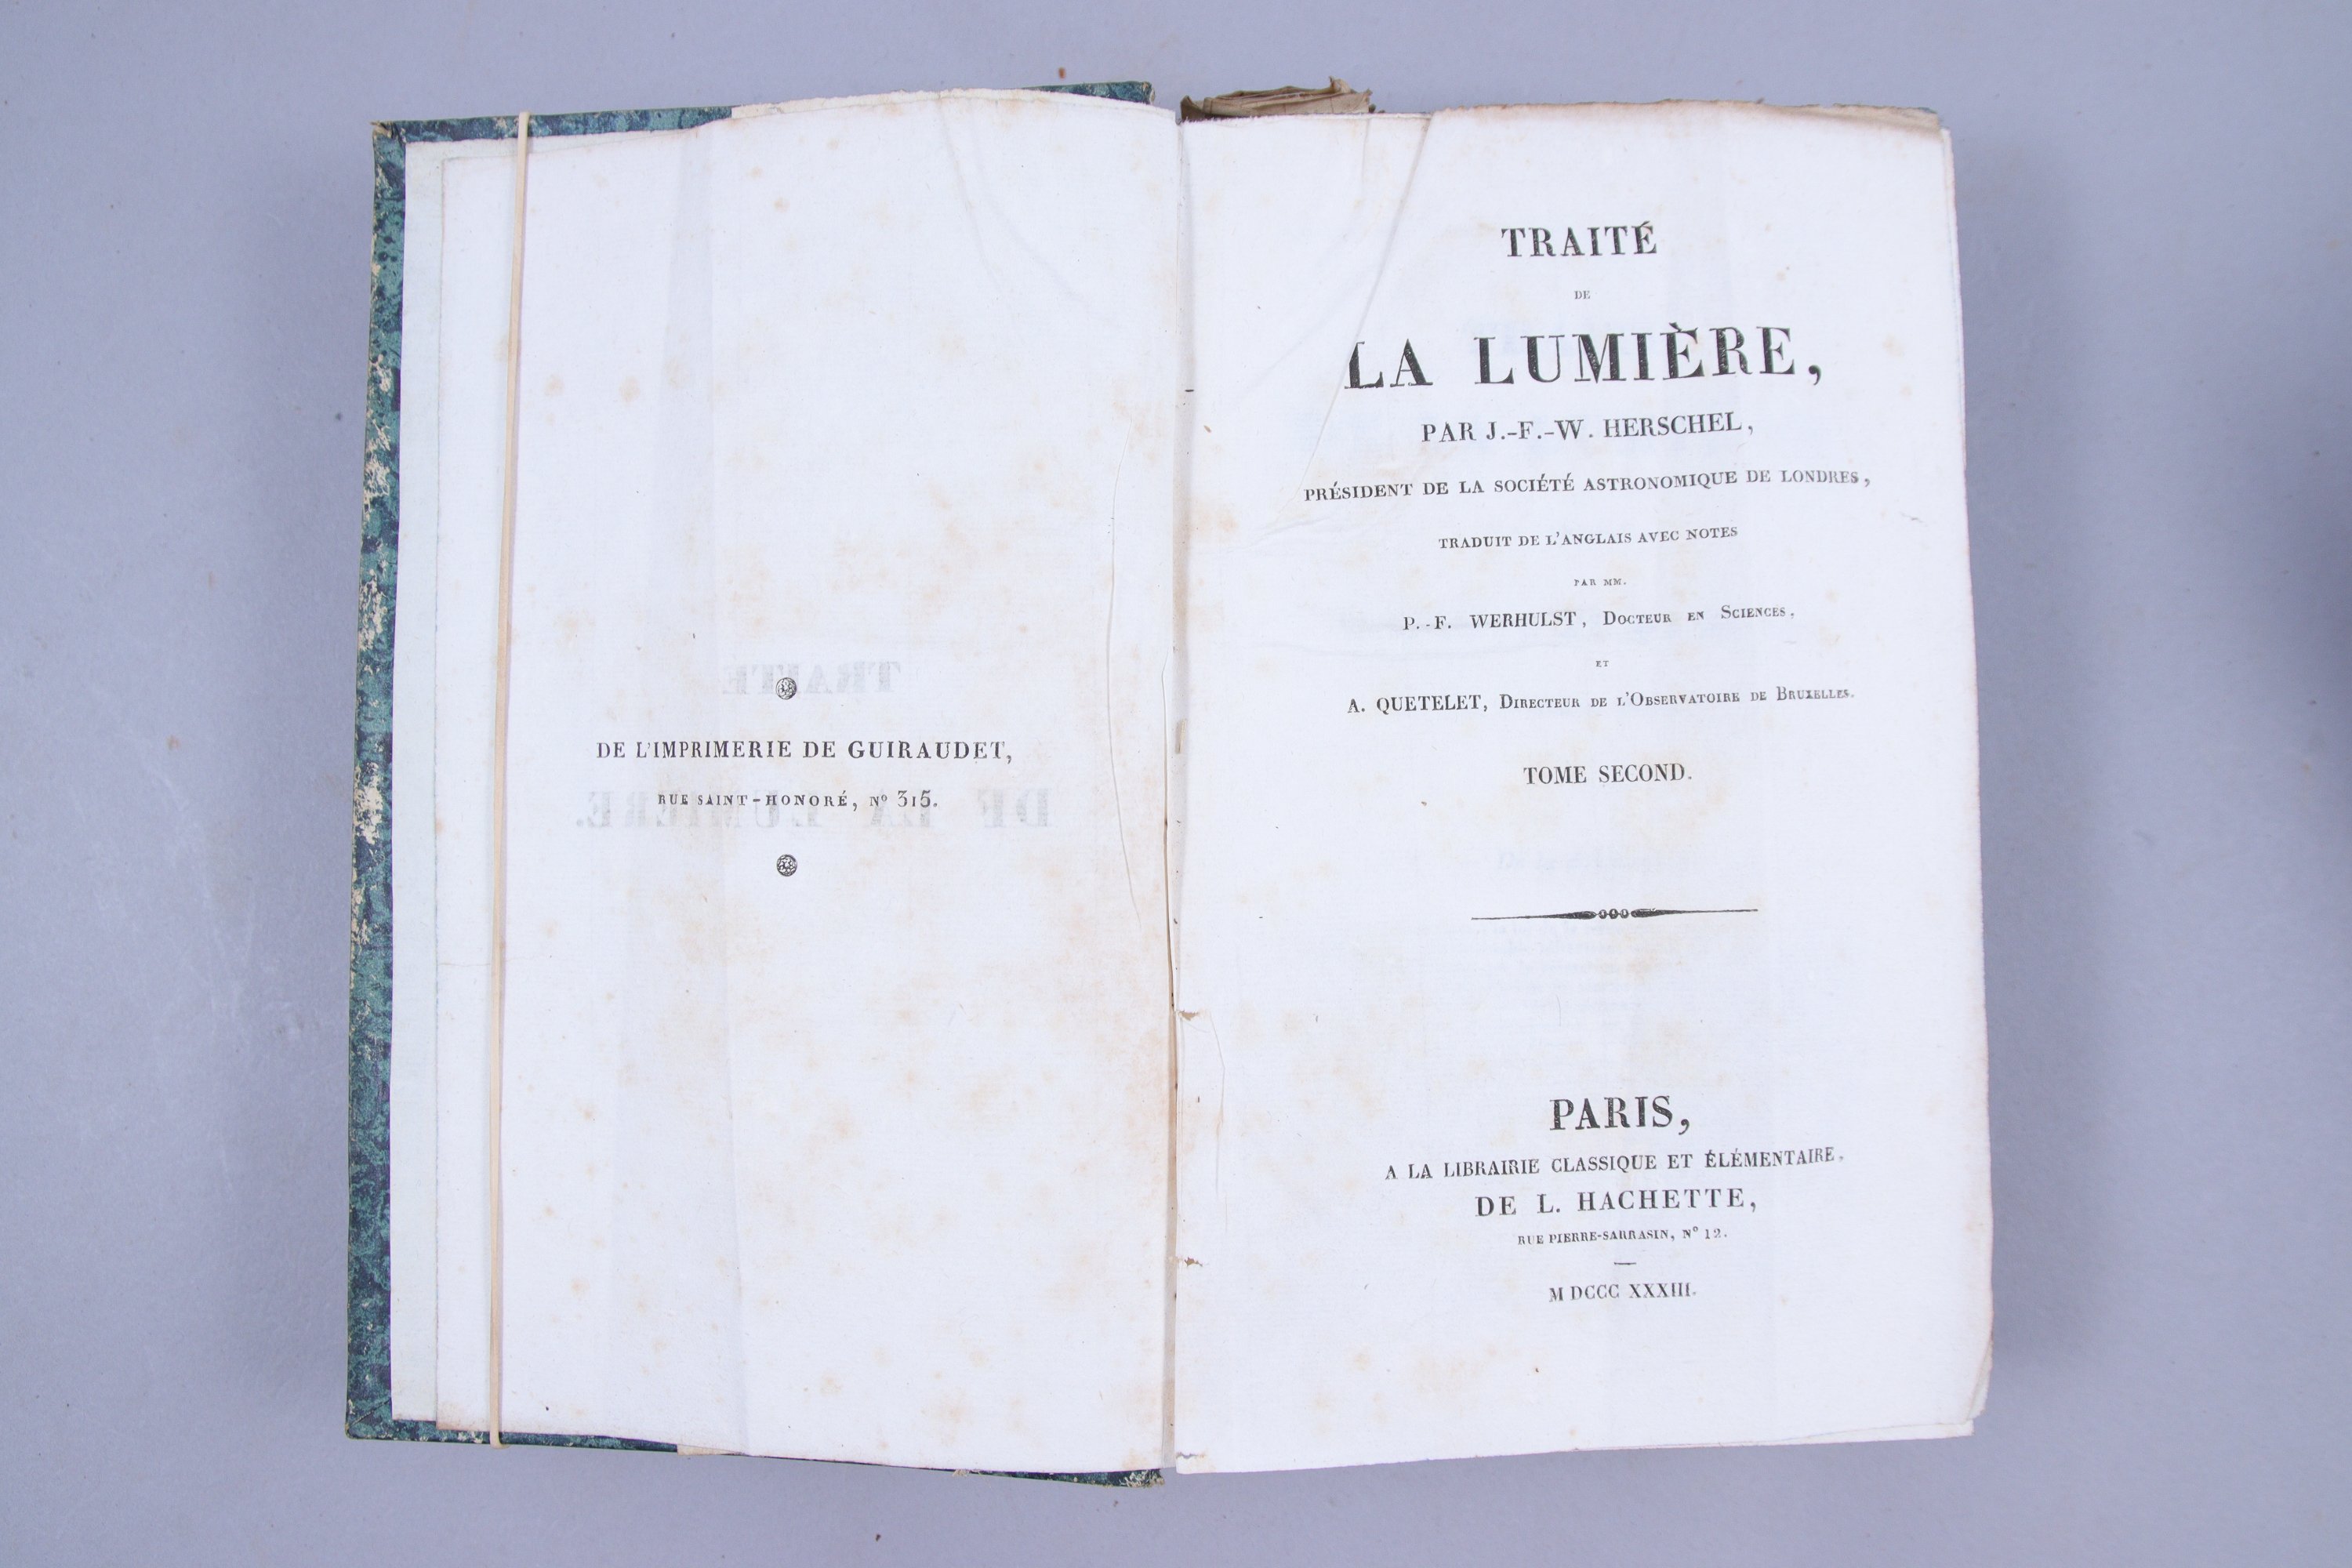 DE L'IMPRIMERIE DE GUIRAUDET,
RUE SAINT-HONORÉ, Nº 315.
TRAITÉ
DE
LA LUMIÈRE,
PAR J.-F.-W. HERSCHEL,
PRÉSIDENT DE LA SOCIÉTÉ ASTRONOMIQUE DE LONDRES,
TRADUIT DE L'ANGLAIS AVEC NOTES
PAR MM.
P.-F. WERHULST, DOCTEUR EN SCIENCES,
ET
A. QUETELET, DIRECTEUR DE L'OBSERVATOIRE DE BRUXELLES.
TOME SECOND.
PARIS,
A LA LIBRAIRIE CLASSIQUE ET ÉLÉMENTAIRE,
DE L. HACHETTE,
RUE PIERRE-SARRASIN, Nº 12.
M DCCC XXXIII.